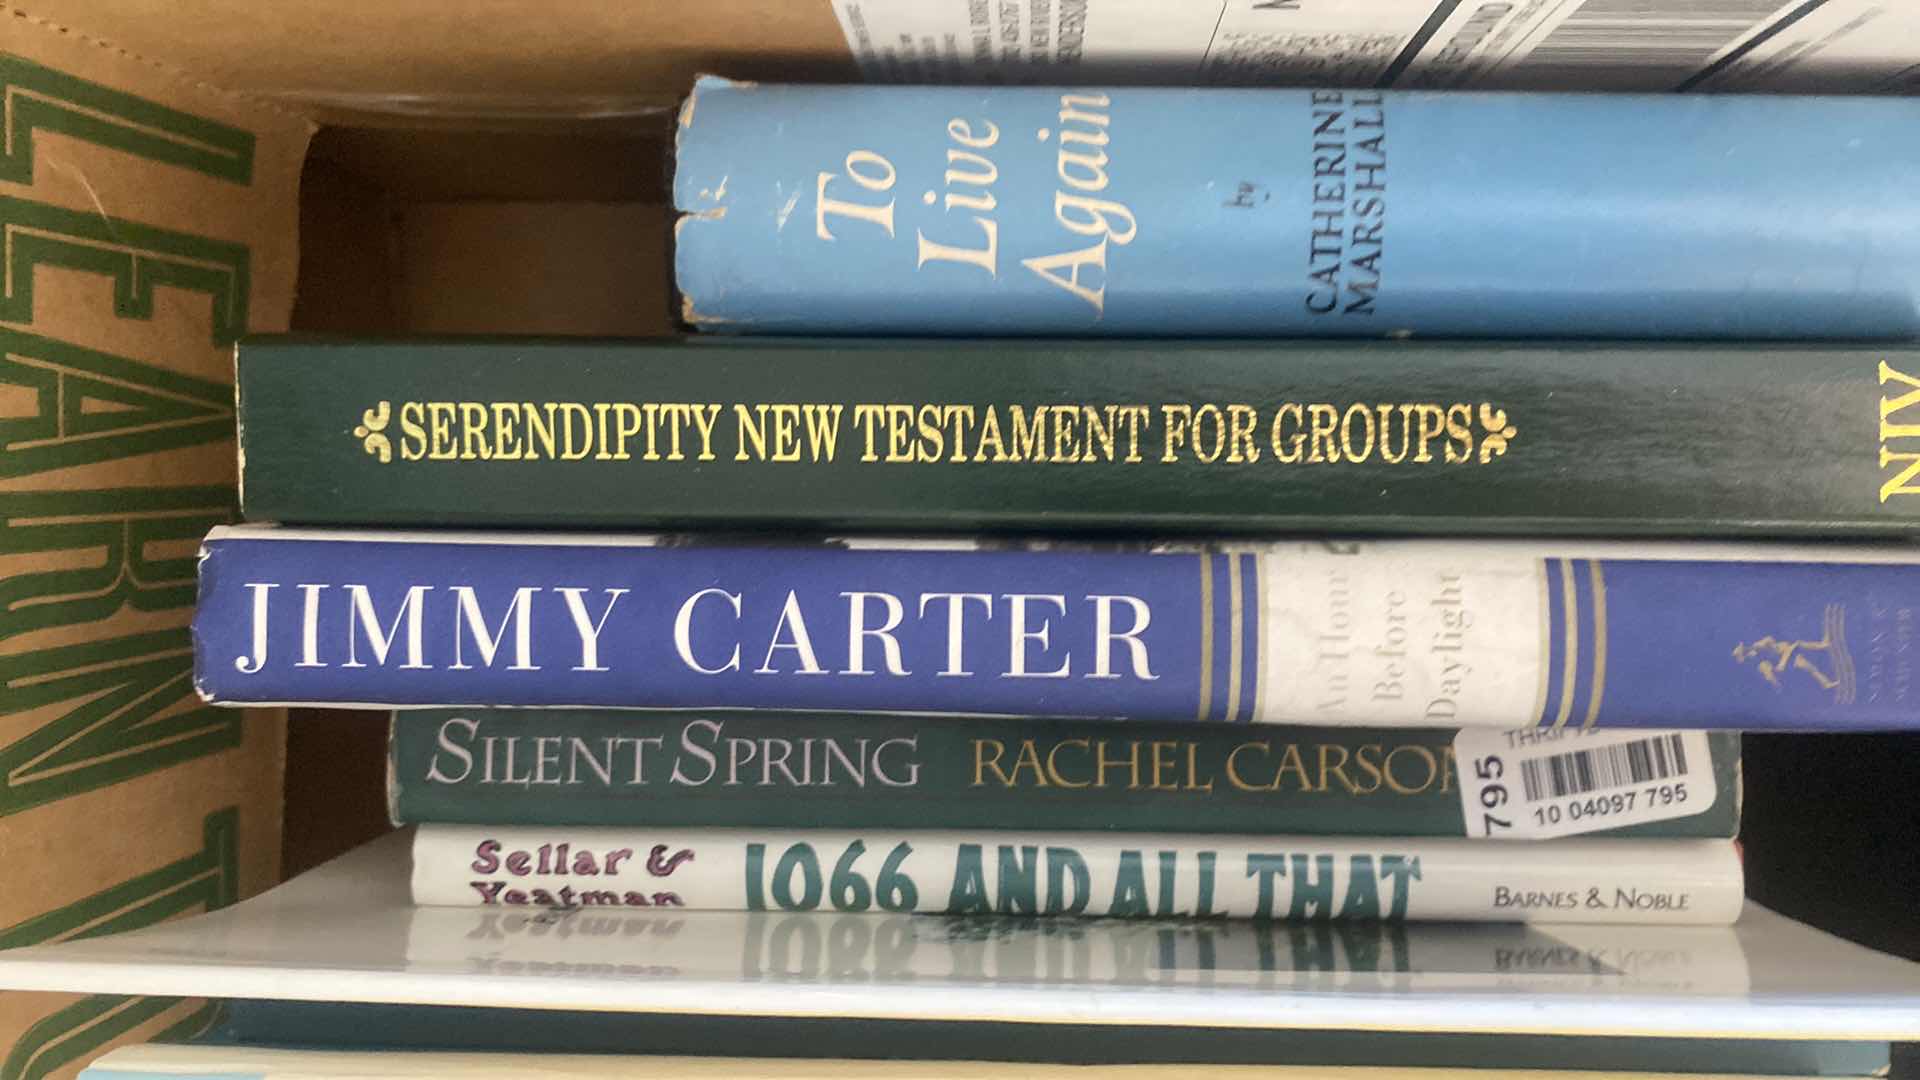 LEARN T
To
Live
Again
by
CATHERINE
MARSHALL
SERENDIPITY NEW TESTAMENT FOR GROUPS
NIV
JIMMY CARTER
An Hour
Before
Daylight
SILENT SPRING RACHEL CARSON
795
10 04097 795
Sellar &
Yeatman
1066 AND ALL THAT
BARNES & NOBLE